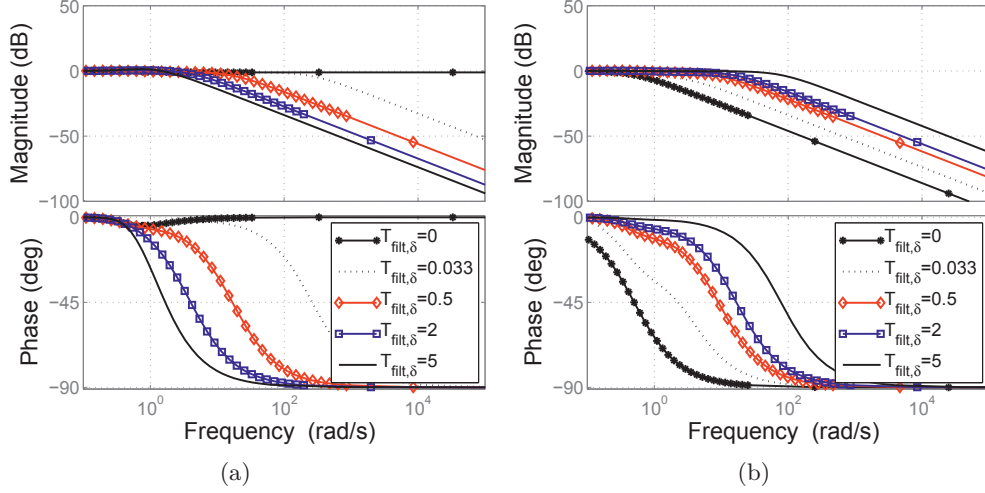 50
0
−50
−100
Magnitude (dB)
0
−45
−90
Phase (deg)
T_filt,δ=0
T_filt,δ=0.033
T_filt,δ=0.5
T_filt,δ=2
T_filt,δ=5
10^0
10^2
10^4
Frequency (rad/s)
(a)
50
0
−50
−100
Magnitude (dB)
0
−45
−90
Phase (deg)
T_filt,δ=0
T_filt,δ=0.033
T_filt,δ=0.5
T_filt,δ=2
T_filt,δ=5
10^0
10^2
10^4
Frequency (rad/s)
(b)